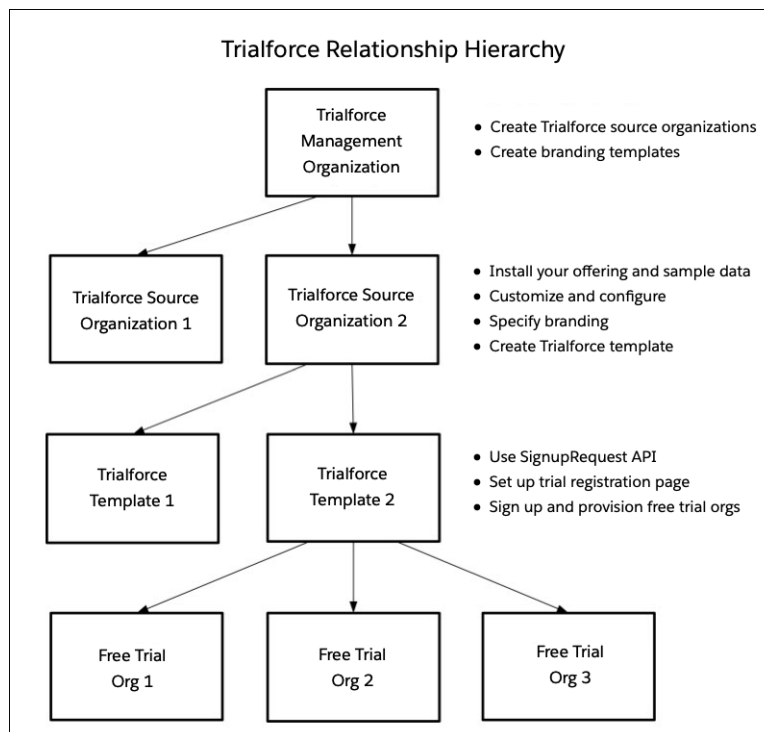 Trialforce Relationship Hierarchy
Trialforce
Management
Organization
• Create Trialforce source organizations
• Create branding templates
Trialforce Source
Organization 1
Trialforce Source
Organization 2
• Install your offering and sample data
• Customize and configure
• Specify branding
• Create Trialforce template
Trialforce
Template 1
Trialforce
Template 2
• Use SignupRequest API
• Set up trial registration page
• Sign up and provision free trial orgs
Free Trial
Org 1
Free Trial
Org 2
Free Trial
Org 3